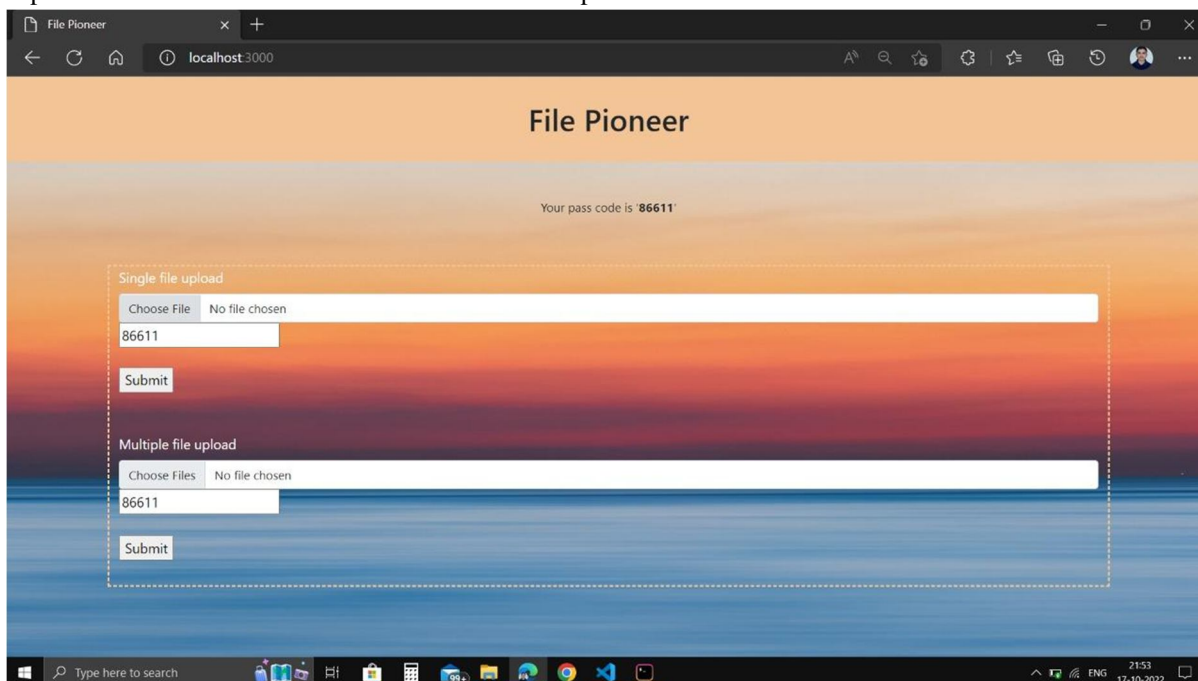 File Pioneer
localhost:3000
File Pioneer
Your pass code is '86611'
Single file upload
Choose File No file chosen
86611
Submit
Multiple file upload
Choose Files No file chosen
86611
Submit
Type here to search
99+
ENG
21:53
17-10-2022